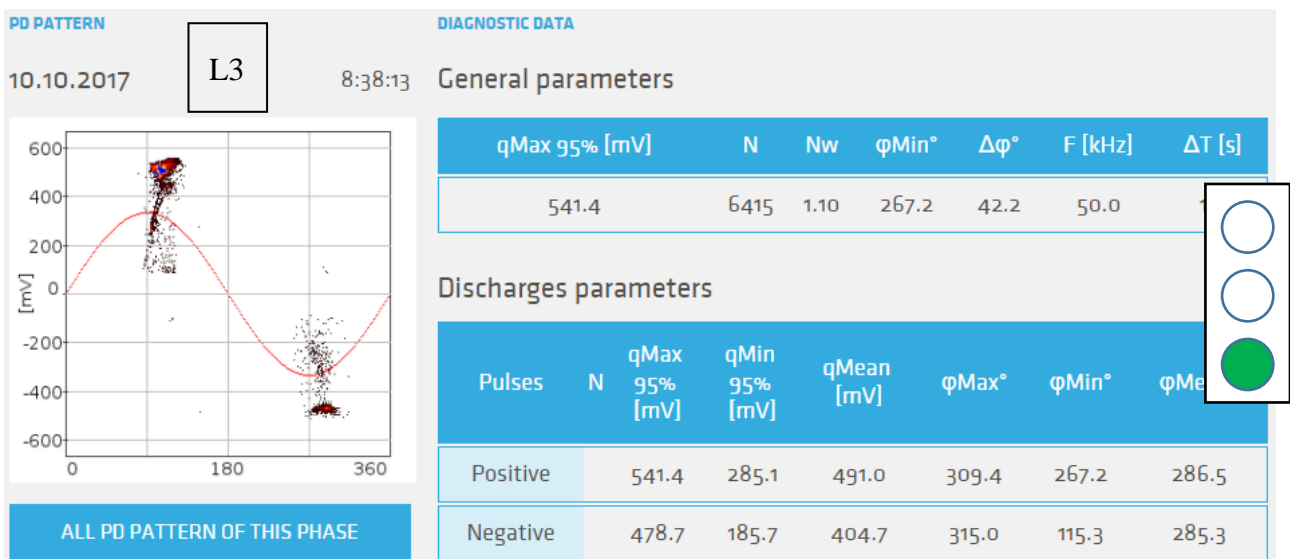 PD PATTERN
10.10.2017 L3 8:38:13
600
400
200
0
-200
-400
-600
[mV]
0 180 360
ALL PD PATTERN OF THIS PHASE
DIAGNOSTIC DATA
General parameters
qMax 95% [mV] N Nw φMin° Δφ° F [kHz] ΔT [s]
541.4 6415 1.10 267.2 42.2 50.0
Discharges parameters
Pulses N qMax 95% [mV] qMin 95% [mV] qMean [mV] φMax° φMin°
Positive 541.4 285.1 491.0 309.4 267.2 286.5
Negative 478.7 185.7 404.7 315.0 115.3 285.3